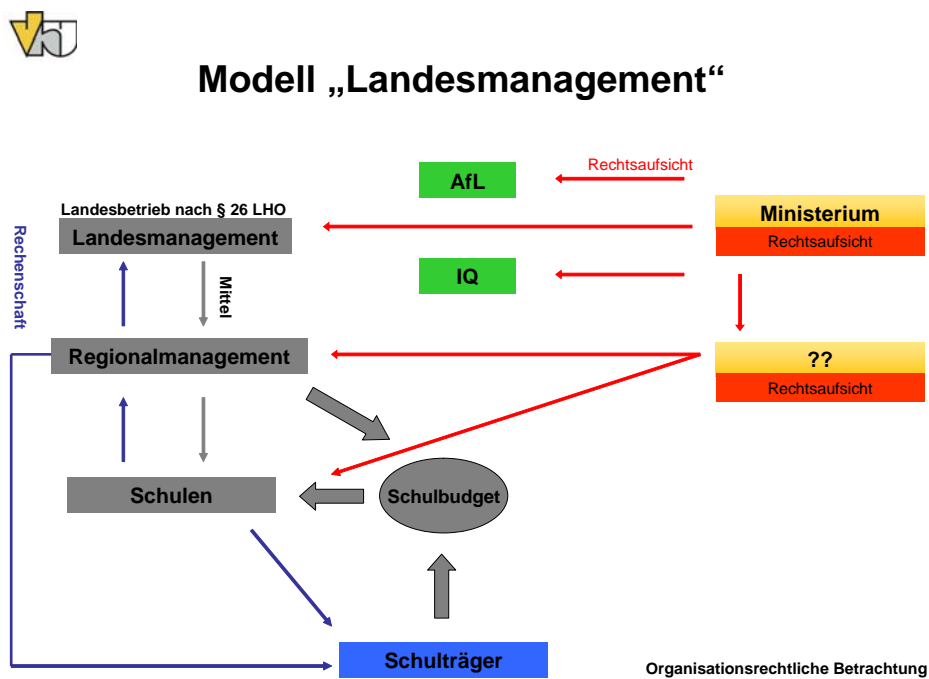 vhu
Modell „Landesmanagement“
Rechtsaufsicht
AfL
Landesbetrieb nach § 26 LHO
Landesmanagement
Ministerium
Rechtsaufsicht
Rechenschaft
Mittel
IQ
Regionalmanagement
??
Rechtsaufsicht
Schulen
Schulbudget
Schulträger
Organisationsrechtliche Betrachtung